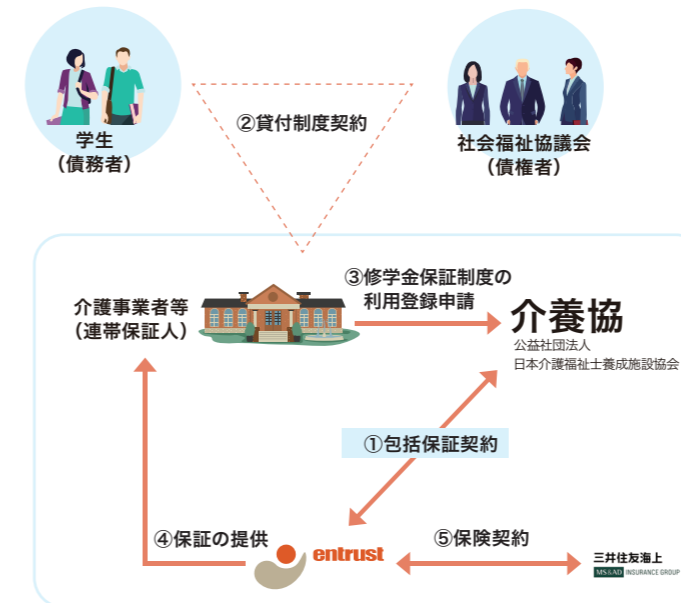 ②貸付制度契約
学生
（債務者）
社会福祉協議会
（債権者）
介護事業者等
（連帯保証人）
③修学金保証制度の
利用登録申請
介養協
公益社団法人
日本介護福祉士養成施設協会
①包括保証契約
④保証の提供
entrust
⑤保険契約
三井住友海上
MS&AD INSURANCE GROUP